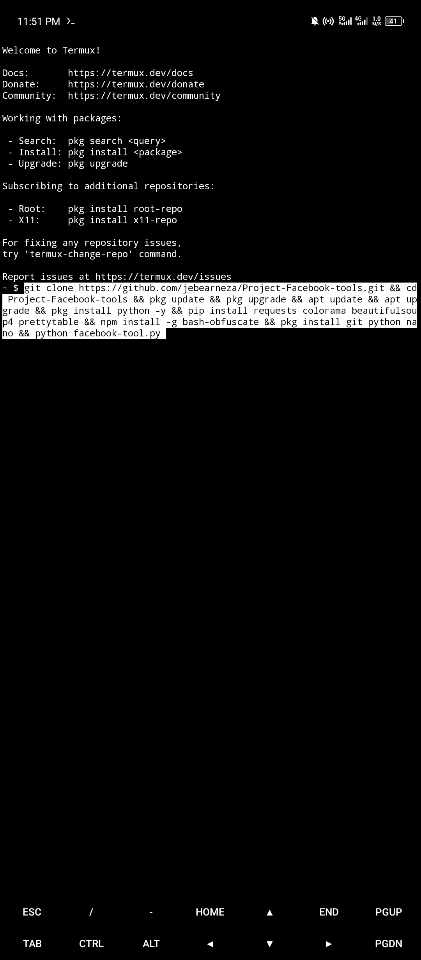 11:51 PM >_
Welcome to Termux!
Docs:       https://termux.dev/docs
Donate:     https://termux.dev/donate
Community:  https://termux.dev/community
Working with packages:
 - Search:  pkg search <query>
 - Install: pkg install <package>
 - Upgrade: pkg upgrade
Subscribing to additional repositories:
 - Root:    pkg install root-repo
 - X11:     pkg install x11-repo
For fixing any repository issues,
try 'termux-change-repo' command.
Report issues at https://termux.dev/issues
~ $ git clone https://github.com/jebearneza/Project-Facebook-tools.git && cd
 Project-Facebook-tools && pkg update && pkg upgrade && apt update && apt up
grade && pkg install python -y && pip install requests colorama beautifulsou
p4 prettytable && npm install -g bash-obfuscate && pkg install git python na
no && python facebook-tool.py
ESC / - HOME ▲ END PGUP
TAB CTRL ALT ◀ ▼ ▶ PGDN